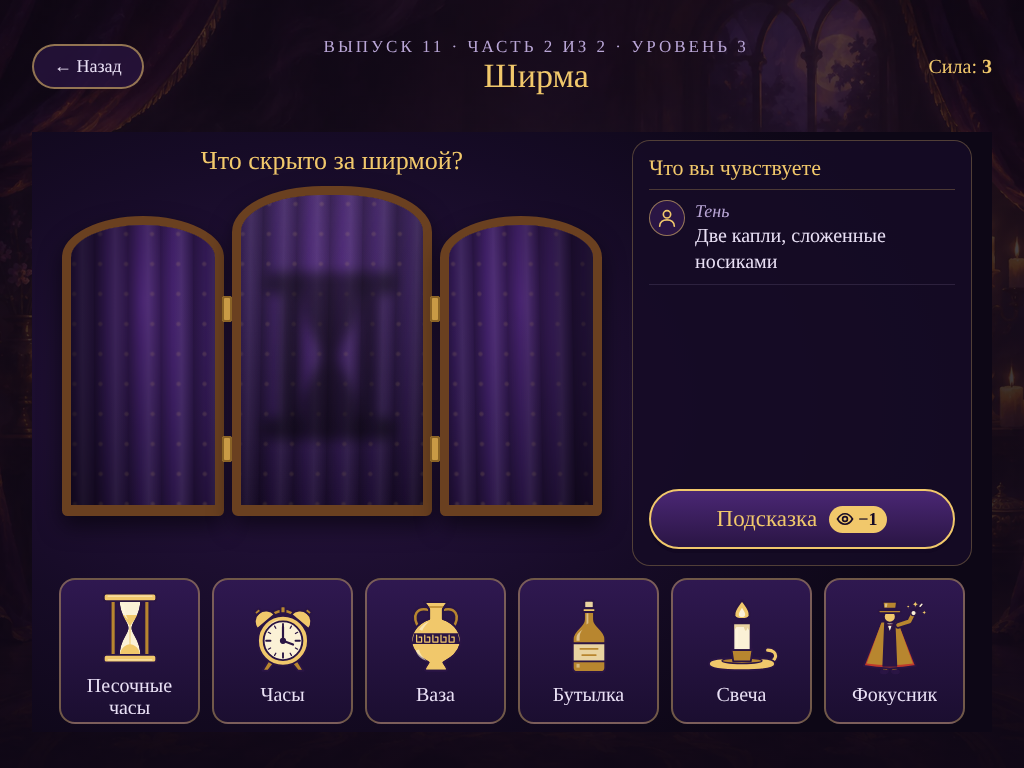 ← Назад
ВЫПУСК 11 · ЧАСТЬ 2 ИЗ 2 · УРОВЕНЬ 3
Ширма
Сила: 3
Что скрыто за ширмой?
Что вы чувствуете
Тень
Две капли, сложенные
носиками
Подсказка −1
Песочные
часы
Часы
Ваза
Бутылка
Свеча
Фокусник